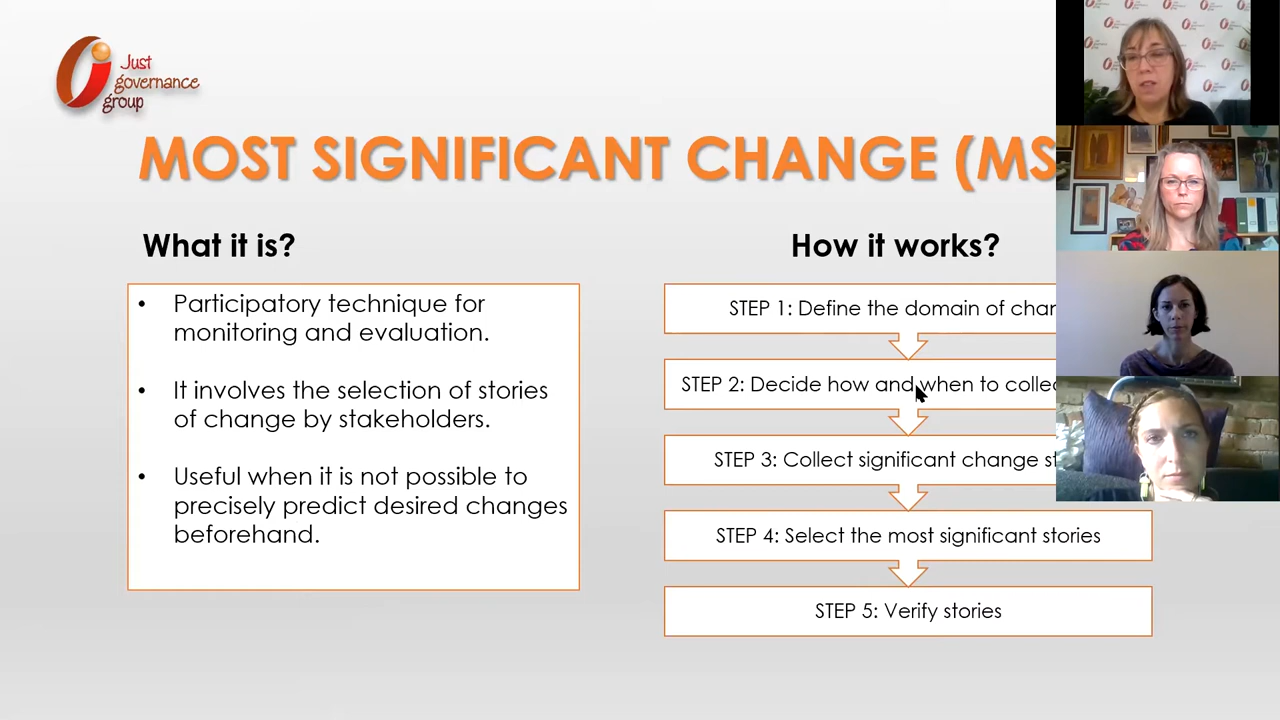 Just
governance
group
MOST SIGNIFICANT CHANGE (MS
What it is?
• Participatory technique for
monitoring and evaluation.
• It involves the selection of stories
of change by stakeholders.
• Useful when it is not possible to
precisely predict desired changes
beforehand.
How it works?
STEP 1: Define the domain of
STEP 2: Decide how and when to
STEP 3: Collect significant change
STEP 4: Select the most significant stories
STEP 5: Verify stories